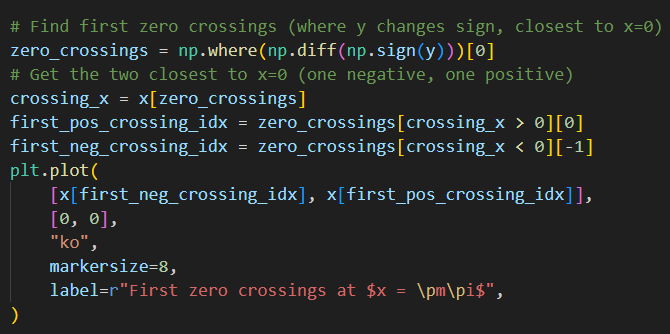 # Find first zero crossings (where y changes sign, closest to x=0)
zero_crossings = np.where(np.diff(np.sign(y)))[0]
# Get the two closest to x=0 (one negative, one positive)
crossing_x = x[zero_crossings]
first_pos_crossing_idx = zero_crossings[crossing_x > 0][0]
first_neg_crossing_idx = zero_crossings[crossing_x < 0][-1]
plt.plot(
    [x[first_neg_crossing_idx], x[first_pos_crossing_idx]],
    [0, 0],
    "ko",
    markersize=8,
    label=r"First zero crossings at $x = \pm\pi$",
)